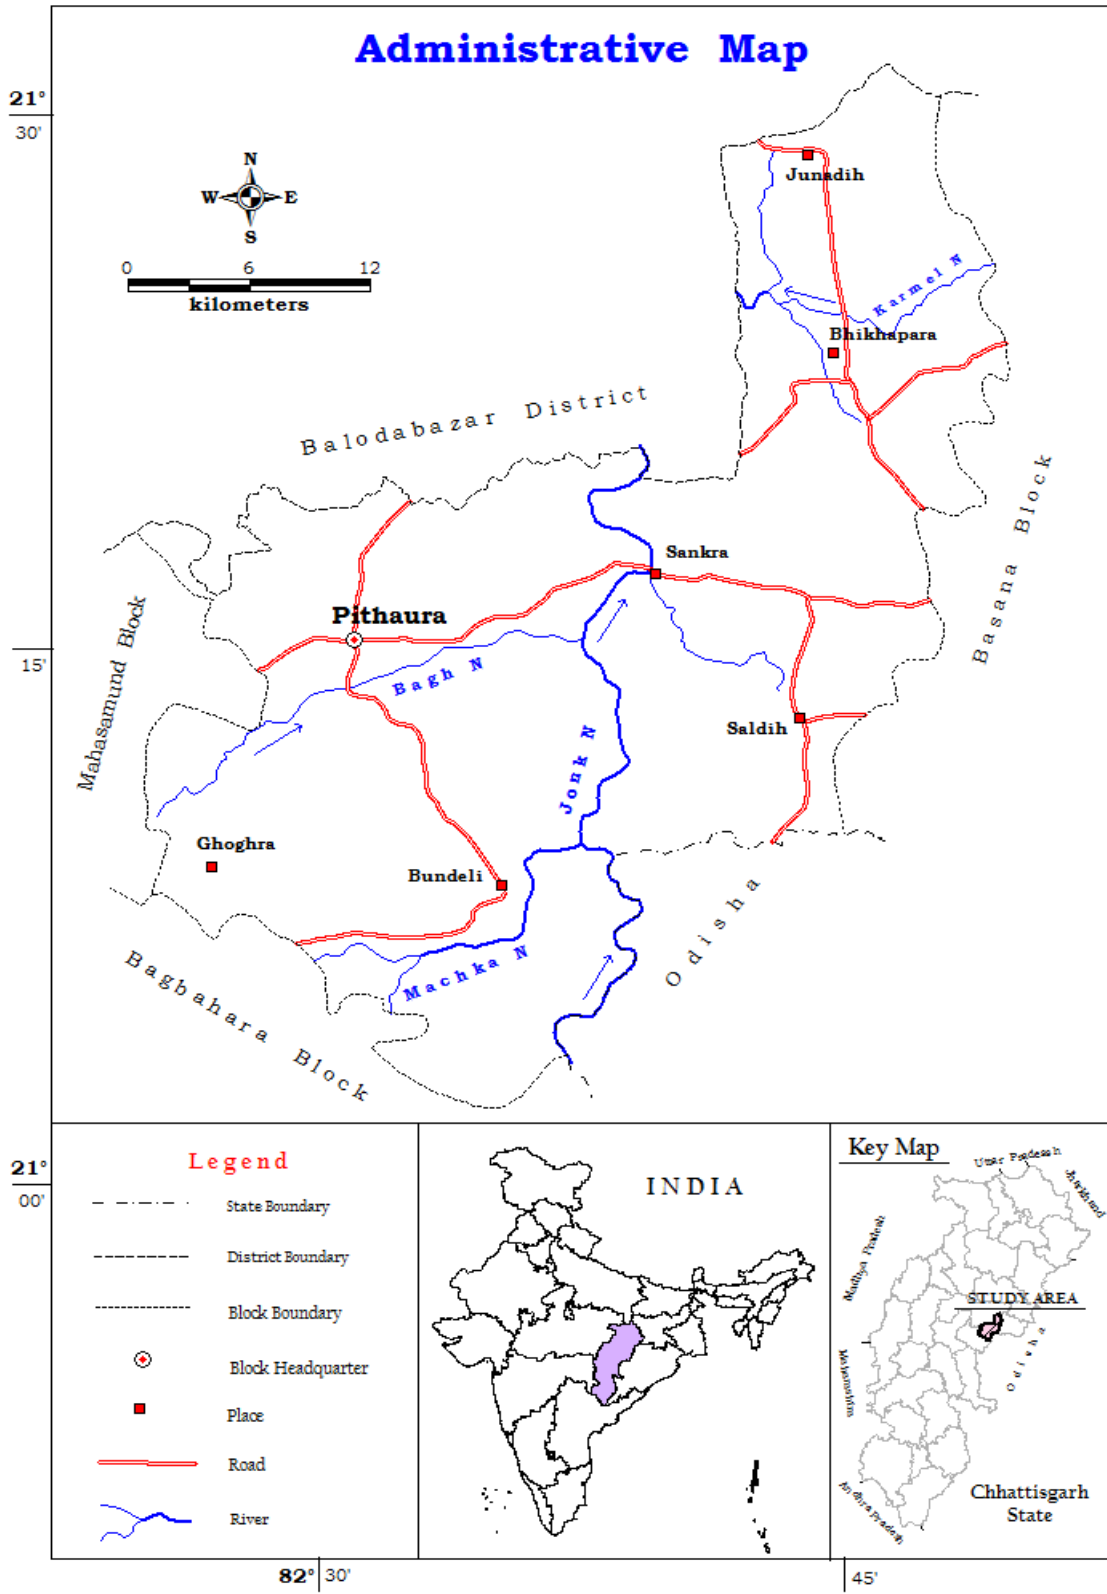 Administrative Map
21°
30'
N
W E
S
0 6 12
kilometers
Junadih
Karmel N
Bhikhapara
Balodabazar District
Basana Block
Sankra
Pithaura
15'
Mahasamund Block
Bagh N
Jonk N
Saldih
Ghoghra
Bundeli
Odisha
Machka N
Bagbahara Block
21°
00'
Legend
State Boundary
District Boundary
Block Boundary
Block Headquarter
Place
Road
River
INDIA
Key Map
Uttar Pradessh
Jharkhand
Madhya Pradesh
STUDY AREA
Odisha
Maharashtra
Andhra Pradesh
Chhattisgarh
State
82° 30'
45'